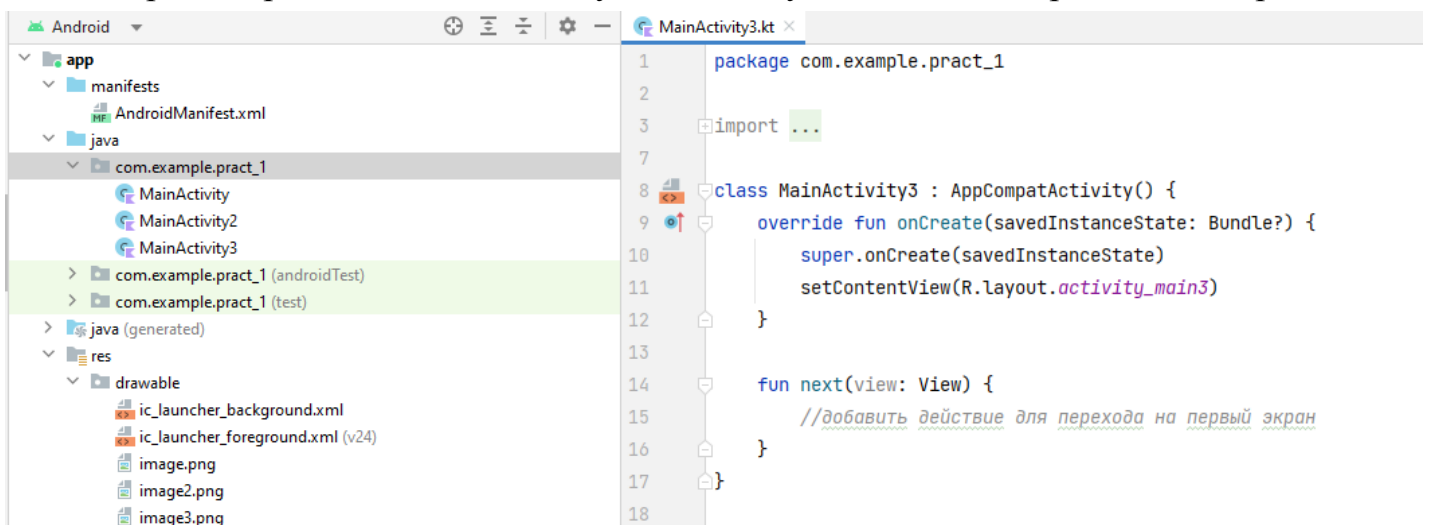 Android
app
manifests
AndroidManifest.xml
java
com.example.pract_1
MainActivity
MainActivity2
MainActivity3
com.example.pract_1 (androidTest)
com.example.pract_1 (test)
java (generated)
res
drawable
ic_launcher_background.xml
ic_launcher_foreground.xml (v24)
image.png
image2.png
image3.png
MainActivity3.kt
1 package com.example.pract_1
2
3 import ...
7
8 class MainActivity3 : AppCompatActivity() {
9 override fun onCreate(savedInstanceState: Bundle?) {
10 super.onCreate(savedInstanceState)
11 setContentView(R.layout.activity_main3)
12 }
13
14 fun next(view: View) {
15 //добавить действие для перехода на первый экран
16 }
17 }
18